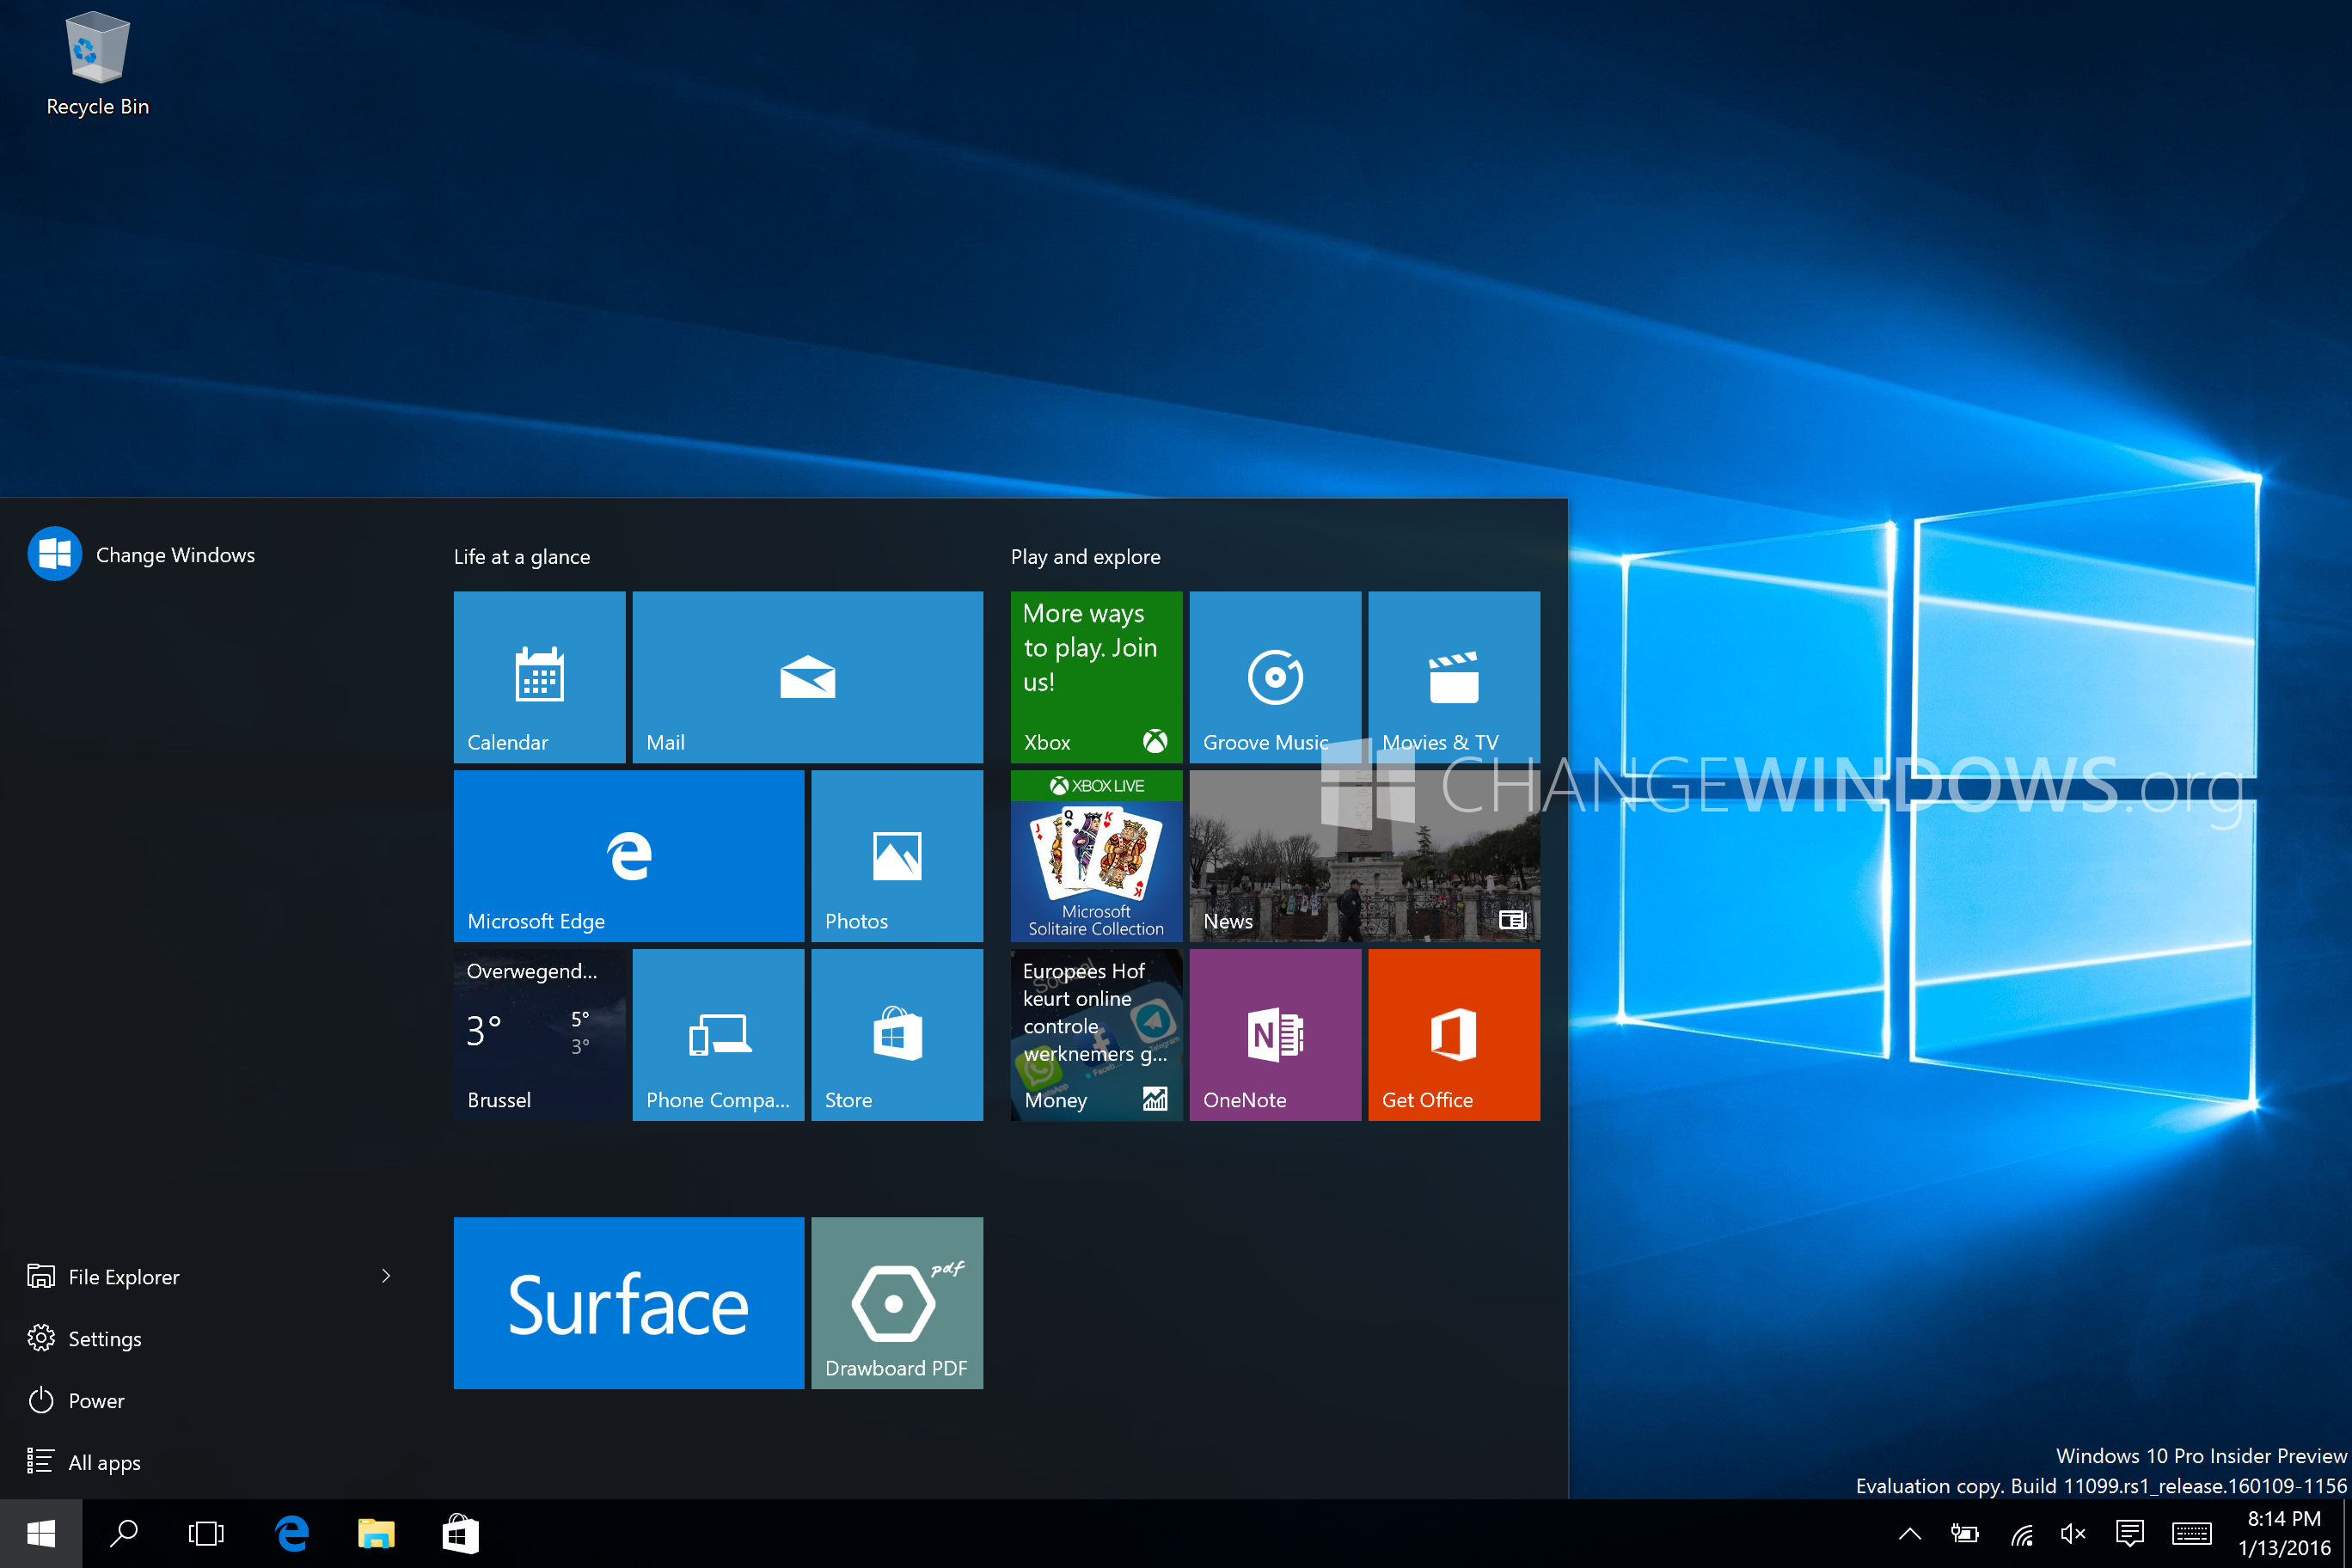 Recycle Bin
Change Windows
Life at a glance
Play and explore
Calendar
Mail
More ways
to play. Join
us!
Xbox
Groove Music
Movies & TV
CHANGEWINDOWS.org
Microsoft Edge
Photos
XBOX LIVE
J
Q
K
K
Microsoft
Solitaire Collection
News
Overwegend...
3°
5°
3°
Brussel
Phone Compa...
Store
Social
Europees Hof
keurt online
controle
werknemers g...
Telegram
Faceb...
Money
N
OneNote
Get Office
File Explorer
Settings
Power
All apps
Surface
pdf
Drawboard PDF
Windows 10 Pro Insider Preview
Evaluation copy. Build 11099.rs1_release.160109-1156
8:14 PM
1/13/2016